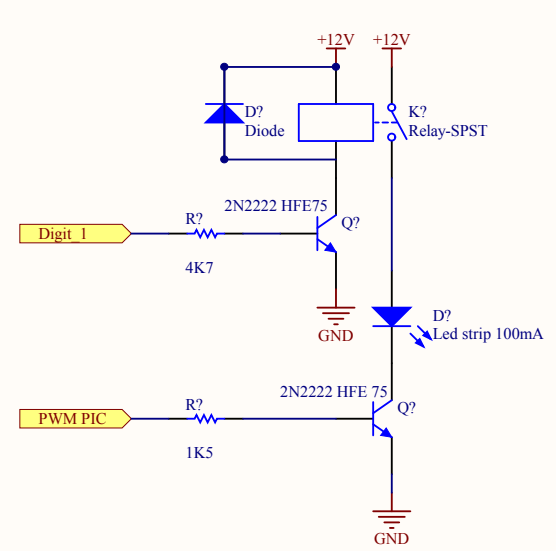 +12V +12V
D?
Diode
K?
Relay-SPST
2N2222 HFE75
Q?
R?
Digit_1
4K7
GND
D?
Led strip 100mA
2N2222 HFE 75
Q?
R?
PWM PIC
1K5
GND